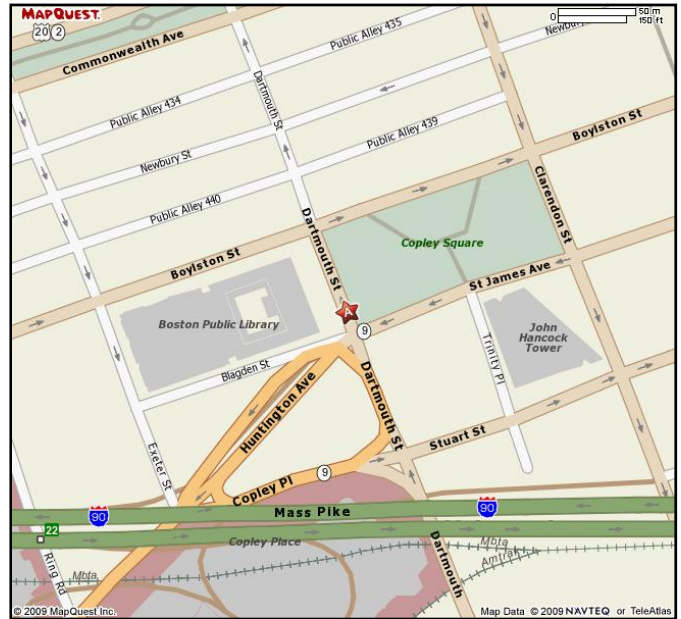 MAPQUEST.
20
2
0
50 m
150 ft
Commonwealth Ave
Public Alley 435
Newbury
Dartmouth St
Public Alley 434
Public Alley 439
Boylston St
Newbury St
Public Alley 440
Clarendon St
Dartmouth St
Copley Square
Boylston St
St James Ave
A
9
Boston Public Library
John
Hancock
Tower
Trinity Pl
Blagden St
Huntington Ave
Dartmouth St
Stuart St
Exeter St
9
Copley Pl
90
Mass Pike
90
22
Copley Place
Mbta
Amtrak
Mbta
Ring Rd
Dartmouth
© 2009 MapQuest Inc.
Map Data © 2009 NAVTEQ or TeleAtlas